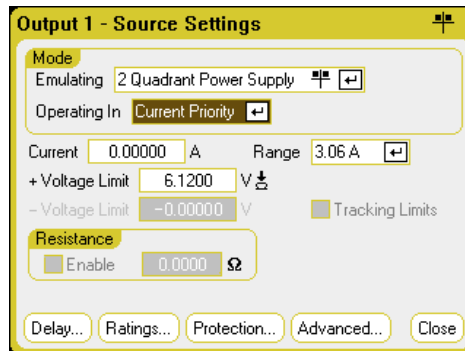 Output 1 - Source Settings
Mode
Emulating 2 Quadrant Power Supply
Operating In Current Priority
Current 0.00000 A Range 3.06 A
+ Voltage Limit 6.1200 V
- Voltage Limit -0.00000 V Tracking Limits
Resistance
Enable 0.0000 Ω
Delay... Ratings... Protection... Advanced... Close